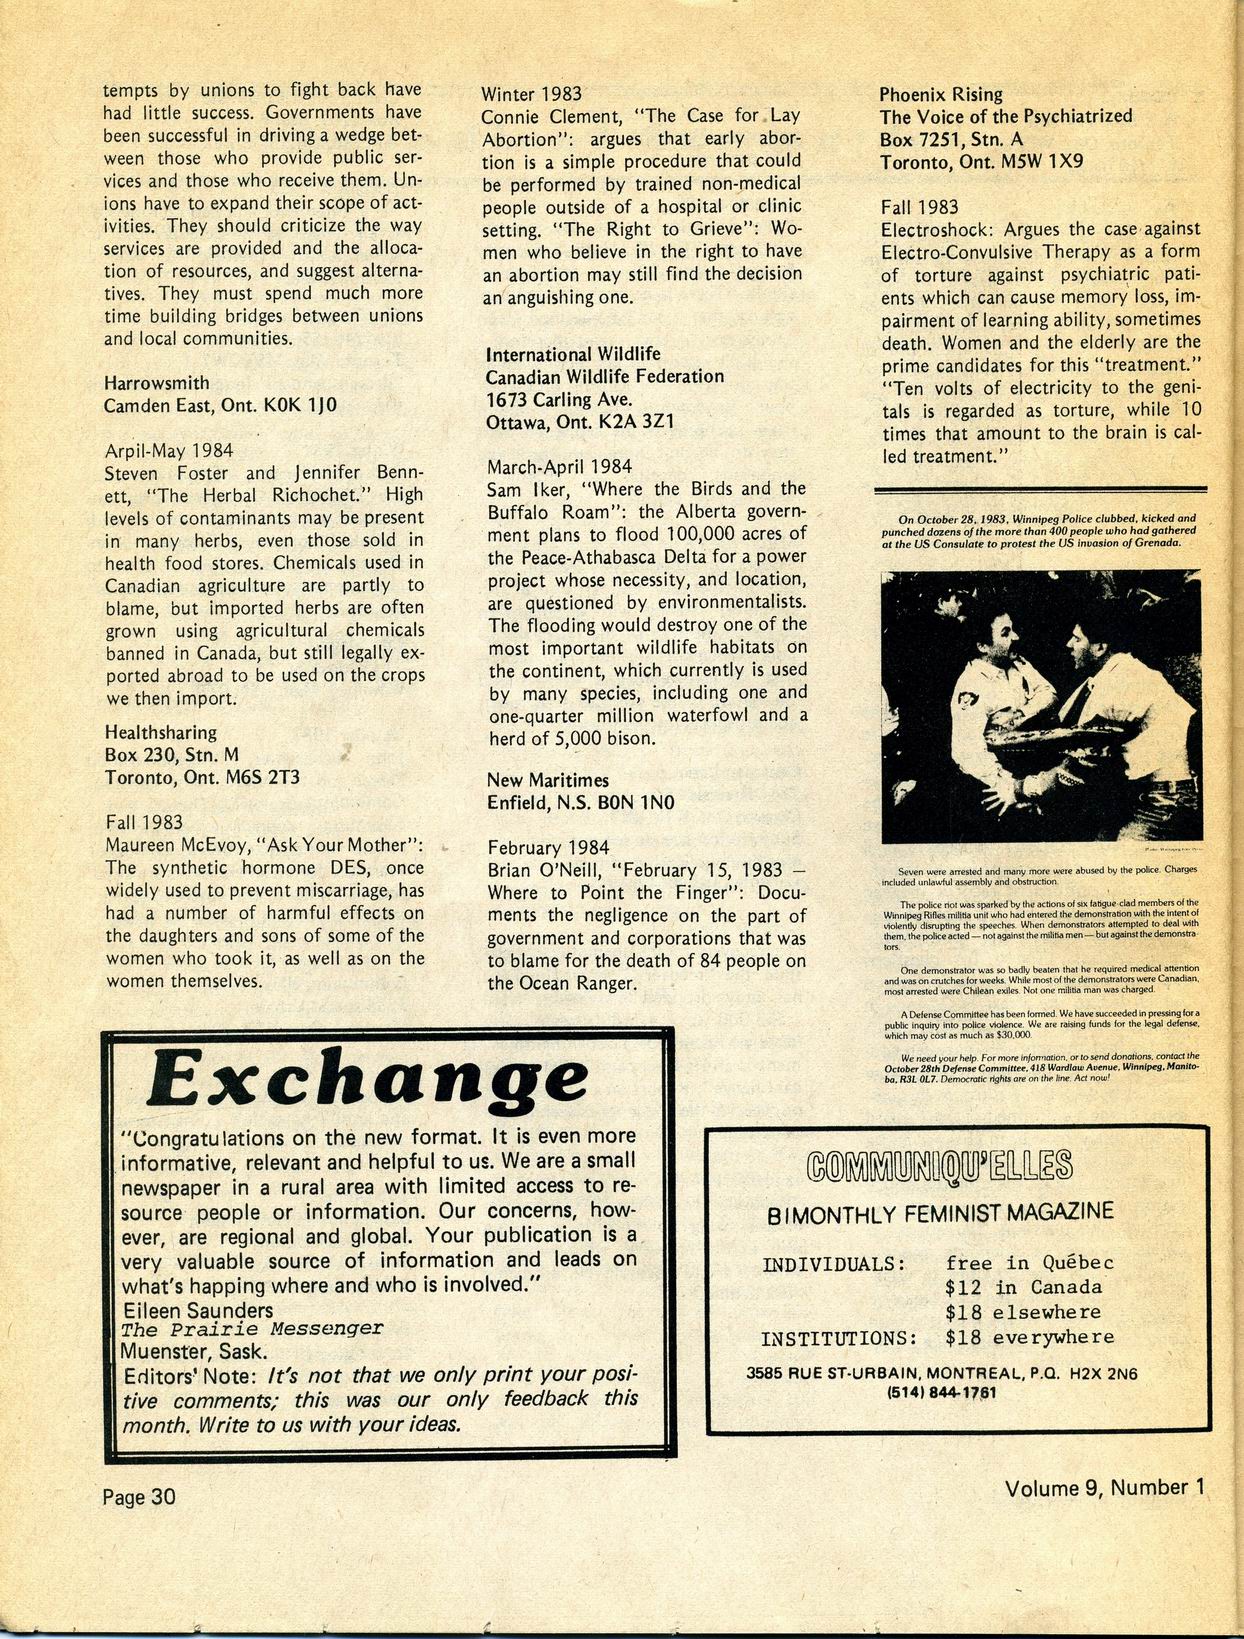 tempts by unions to fight back have
had little success. Governments have
been successful in driving a wedge bet-
ween those who provide public ser-
vices and those who receive them. Un-
ions have to expand their scope of act-
ivities. They should criticize the way
services are provided and the alloca-
tion of resources, and suggest alterna-
tives. They must spend much more
time building bridges between unions
and local communities.
Harrowsmith
Camden East, Ont. K0K 1J0
Arpil-May 1984
Steven Foster and Jennifer Benn-
ett, "The Herbal Richochet." High
levels of contaminants may be present
in many herbs, even those sold in
health food stores. Chemicals used in
Canadian agriculture are partly to
blame, but imported herbs are often
grown using agricultural chemicals
banned in Canada, but still legally ex-
ported abroad to be used on the crops
we then import.
Healthsharing
Box 230, Stn. M
Toronto, Ont. M6S 2T3
Fall 1983
Maureen McEvoy, "Ask Your Mother":
The synthetic hormone DES, once
widely used to prevent miscarriage, has
had a number of harmful effects on
the daughters and sons of some of the
women who took it, as well as on the
women themselves.
Winter 1983
Connie Clement, "The Case for Lay
Abortion": argues that early abor-
tion is a simple procedure that could
be performed by trained non-medical
people outside of a hospital or clinic
setting. "The Right to Grieve": Wo-
men who believe in the right to have
an abortion may still find the decision
an anguishing one.
International Wildlife
Canadian Wildlife Federation
1673 Carling Ave.
Ottawa, Ont. K2A 3Z1
March-April 1984
Sam Iker, "Where the Birds and the
Buffalo Roam": the Alberta govern-
ment plans to flood 100,000 acres of
the Peace-Athabasca Delta for a power
project whose necessity, and location,
are questioned by environmentalists.
The flooding would destroy one of the
most important wildlife habitats on
the continent, which currently is used
by many species, including one and
one-quarter million waterfowl and a
herd of 5,000 bison.
New Maritimes
Enfield, N.S. B0N 1N0
February 1984
Brian O'Neill, "February 15, 1983 —
Where to Point the Finger": Docu-
ments the negligence on the part of
government and corporations that was
to blame for the death of 84 people on
the Ocean Ranger.
Phoenix Rising
The Voice of the Psychiatrized
Box 7251, Stn. A
Toronto, Ont. M5W 1X9
Fall 1983
Electroshock: Argues the case against
Electro-Convulsive Therapy as a form
of torture against psychiatric pati-
ents which can cause memory loss, im-
pairment of learning ability, sometimes
death. Women and the elderly are the
prime candidates for this "treatment."
"Ten volts of electricity to the geni-
tals is regarded as torture, while 10
times that amount to the brain is cal-
led treatment."
On October 28, 1983, Winnipeg Police clubbed, kicked and
punched dozens of the more than 400 people who had gathered
at the US Consulate to protest the US invasion of Grenada.
Seven were arrested and many more were abused by the police. Charges
included unlawful assembly and obstruction.
The police riot was sparked by the actions of six fatigue-clad members of the
Winnipeg Rifles militia unit who had entered the demonstration with the intent of
violently disrupting the speeches. When demonstrators attempted to deal with
them, the police acted — not against the militia men — but against the demonstra
tors.
One demonstrator was so badly beaten that he required medical attention
and was on crutches for weeks. While most of the demonstrators were Canadian,
most arrested were Chilean exiles. Not one militia man was charged.
A Defense Committee has been formed. We have succeeded in pressing for a
public inquiry into police violence. We are raising funds for the legal defense,
which may cost as much as $30,000.
We need your help. For more information, or to send donations, contact the
October 28th Defense Committee, 418 Wardlaw Avenue, Winnipeg, Manito-
ba, R3L 0L7. Democratic rights are on the line. Act now!
Exchange
"Congratulations on the new format. It is even more
informative, relevant and helpful to us. We are a small
newspaper in a rural area with limited access to re-
source people or information. Our concerns, how-
ever, are regional and global. Your publication is a
very valuable source of information and leads on
what's happing where and who is involved."
Eileen Saunders
The Prairie Messenger
Muenster, Sask.
Editors' Note: It's not that we only print your posi-
tive comments; this was our only feedback this
month. Write to us with your ideas.
COMMUNIQU'ELLES
BIMONTHLY FEMINIST MAGAZINE
INDIVIDUALS: free in Québec
$12 in Canada
$18 elsewhere
INSTITUTIONS: $18 everywhere
3585 RUE ST-URBAIN, MONTREAL, P.Q. H2X 2N6
(514) 844-1761
Page 30
Volume 9, Number 1